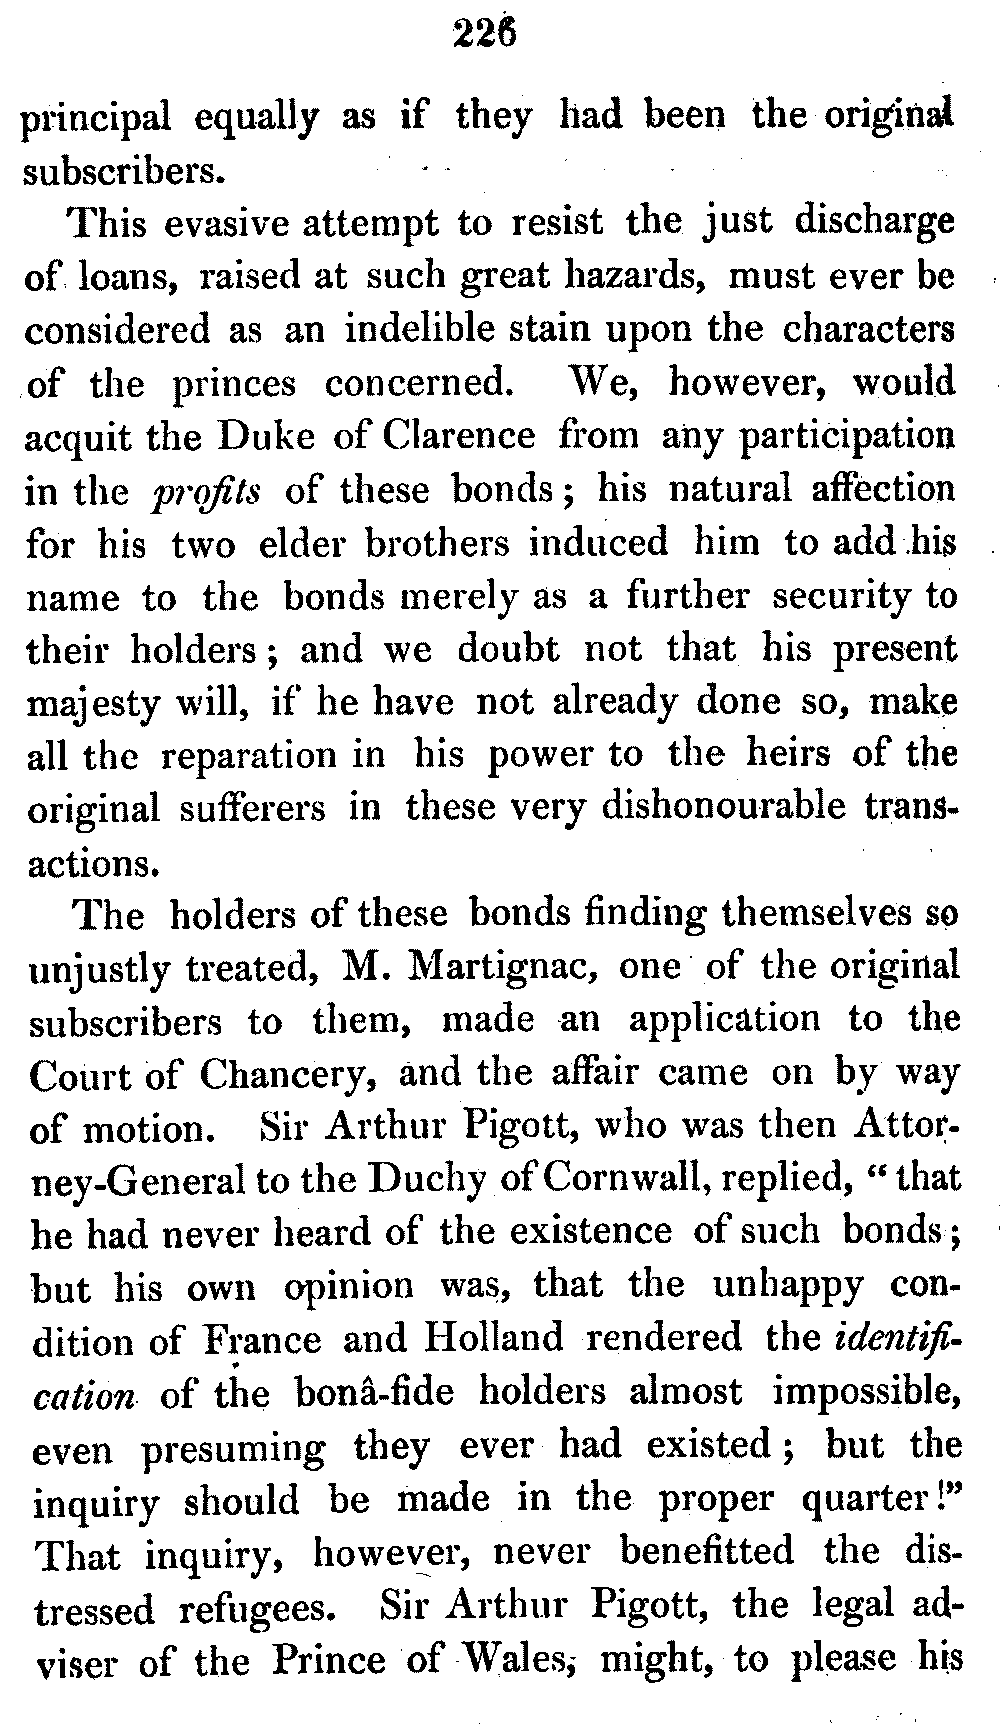 226
principal equally as if they had been the original
subscribers.
This evasive attempt to resist the just discharge
of loans, raised at such great hazards, must ever be
considered as an indelible stain upon the characters
of the princes concerned. We, however, would
acquit the Duke of Clarence from any participation
in the profits of these bonds; his natural affection
for his two elder brothers induced him to add his
name to the bonds merely as a further security to
their holders; and we doubt not that his present
majesty will, if he have not already done so, make
all the reparation in his power to the heirs of the
original sufferers in these very dishonourable trans-
actions.
The holders of these bonds finding themselves so
unjustly treated, M. Martignac, one of the original
subscribers to them, made an application to the
Court of Chancery, and the affair came on by way
of motion. Sir Arthur Pigott, who was then Attor-
ney-General to the Duchy of Cornwall, replied, “ that
he had never heard of the existence of such bonds;
but his own opinion was, that the unhappy con-
dition of France and Holland rendered the identifi-
cation of the bonâ-fide holders almost impossible,
even presuming they ever had existed; but the
inquiry should be made in the proper quarter!”
That inquiry, however, never benefitted the dis-
tressed refugees. Sir Arthur Pigott, the legal ad-
viser of the Prince of Wales, might, to please his